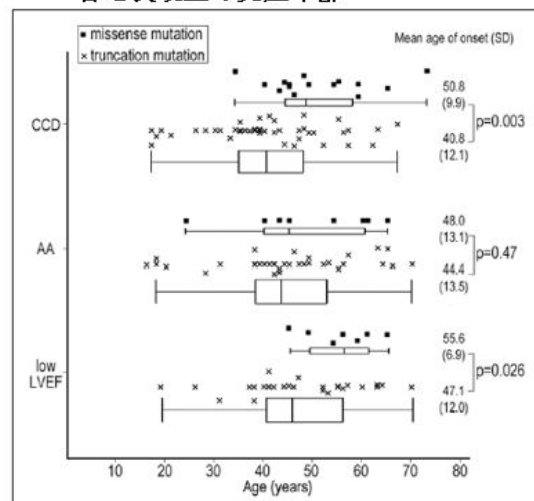 ■ missense mutation
× truncation mutation
Mean age of onset (SD)
CCD
50.8
(9.9)
p=0.003
40.8
(12.1)
AA
48.0
(13.1)
p=0.47
44.4
(13.5)
low
LVEF
55.6
(6.9)
p=0.026
47.1
(12.0)
10 20 30 40 50 60 70 80
Age (years)